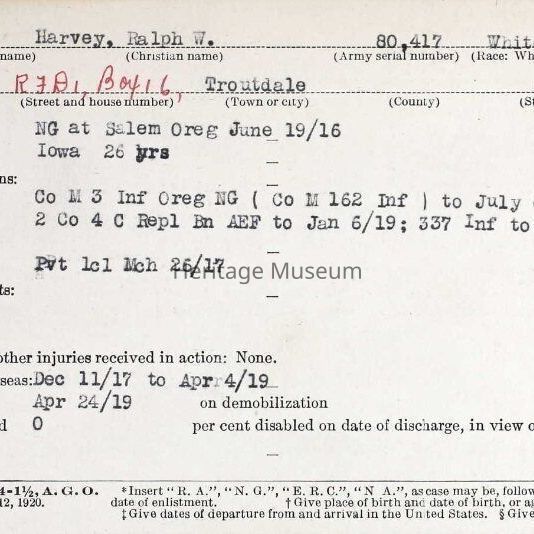 Harvey, Ralph W. 80,417 White
name) (Christian name) (Army serial number) (Race: Wh
RFD1, Box 16, Troutdale
(Street and house number) (Town or city) (County) (St
NG at Salem Oreg June 19/16
Iowa 26 yrs
ns:
Co M 3 Inf Oreg NG ( Co M 162 Inf ) to July
2 Co 4 C Repl Bn AEF to Jan 6/19; 337 Inf to
Pvt 1cl Mch 26/17
Heritage Museum
ts:
other injuries received in action: None.
seas: Dec 11/17 to Apr 4/19
Apr 24/19 on demobilization
d 0 per cent disabled on date of discharge, in view o
4-1½, A. G. O. *Insert "R. A.", "N. G.", "E. R. C.", "N A.", as case may be, follow
12, 1920. date of enlistment. †Give place of birth and date of birth, or a
‡Give dates of departure from and arrival in the United States. §Give